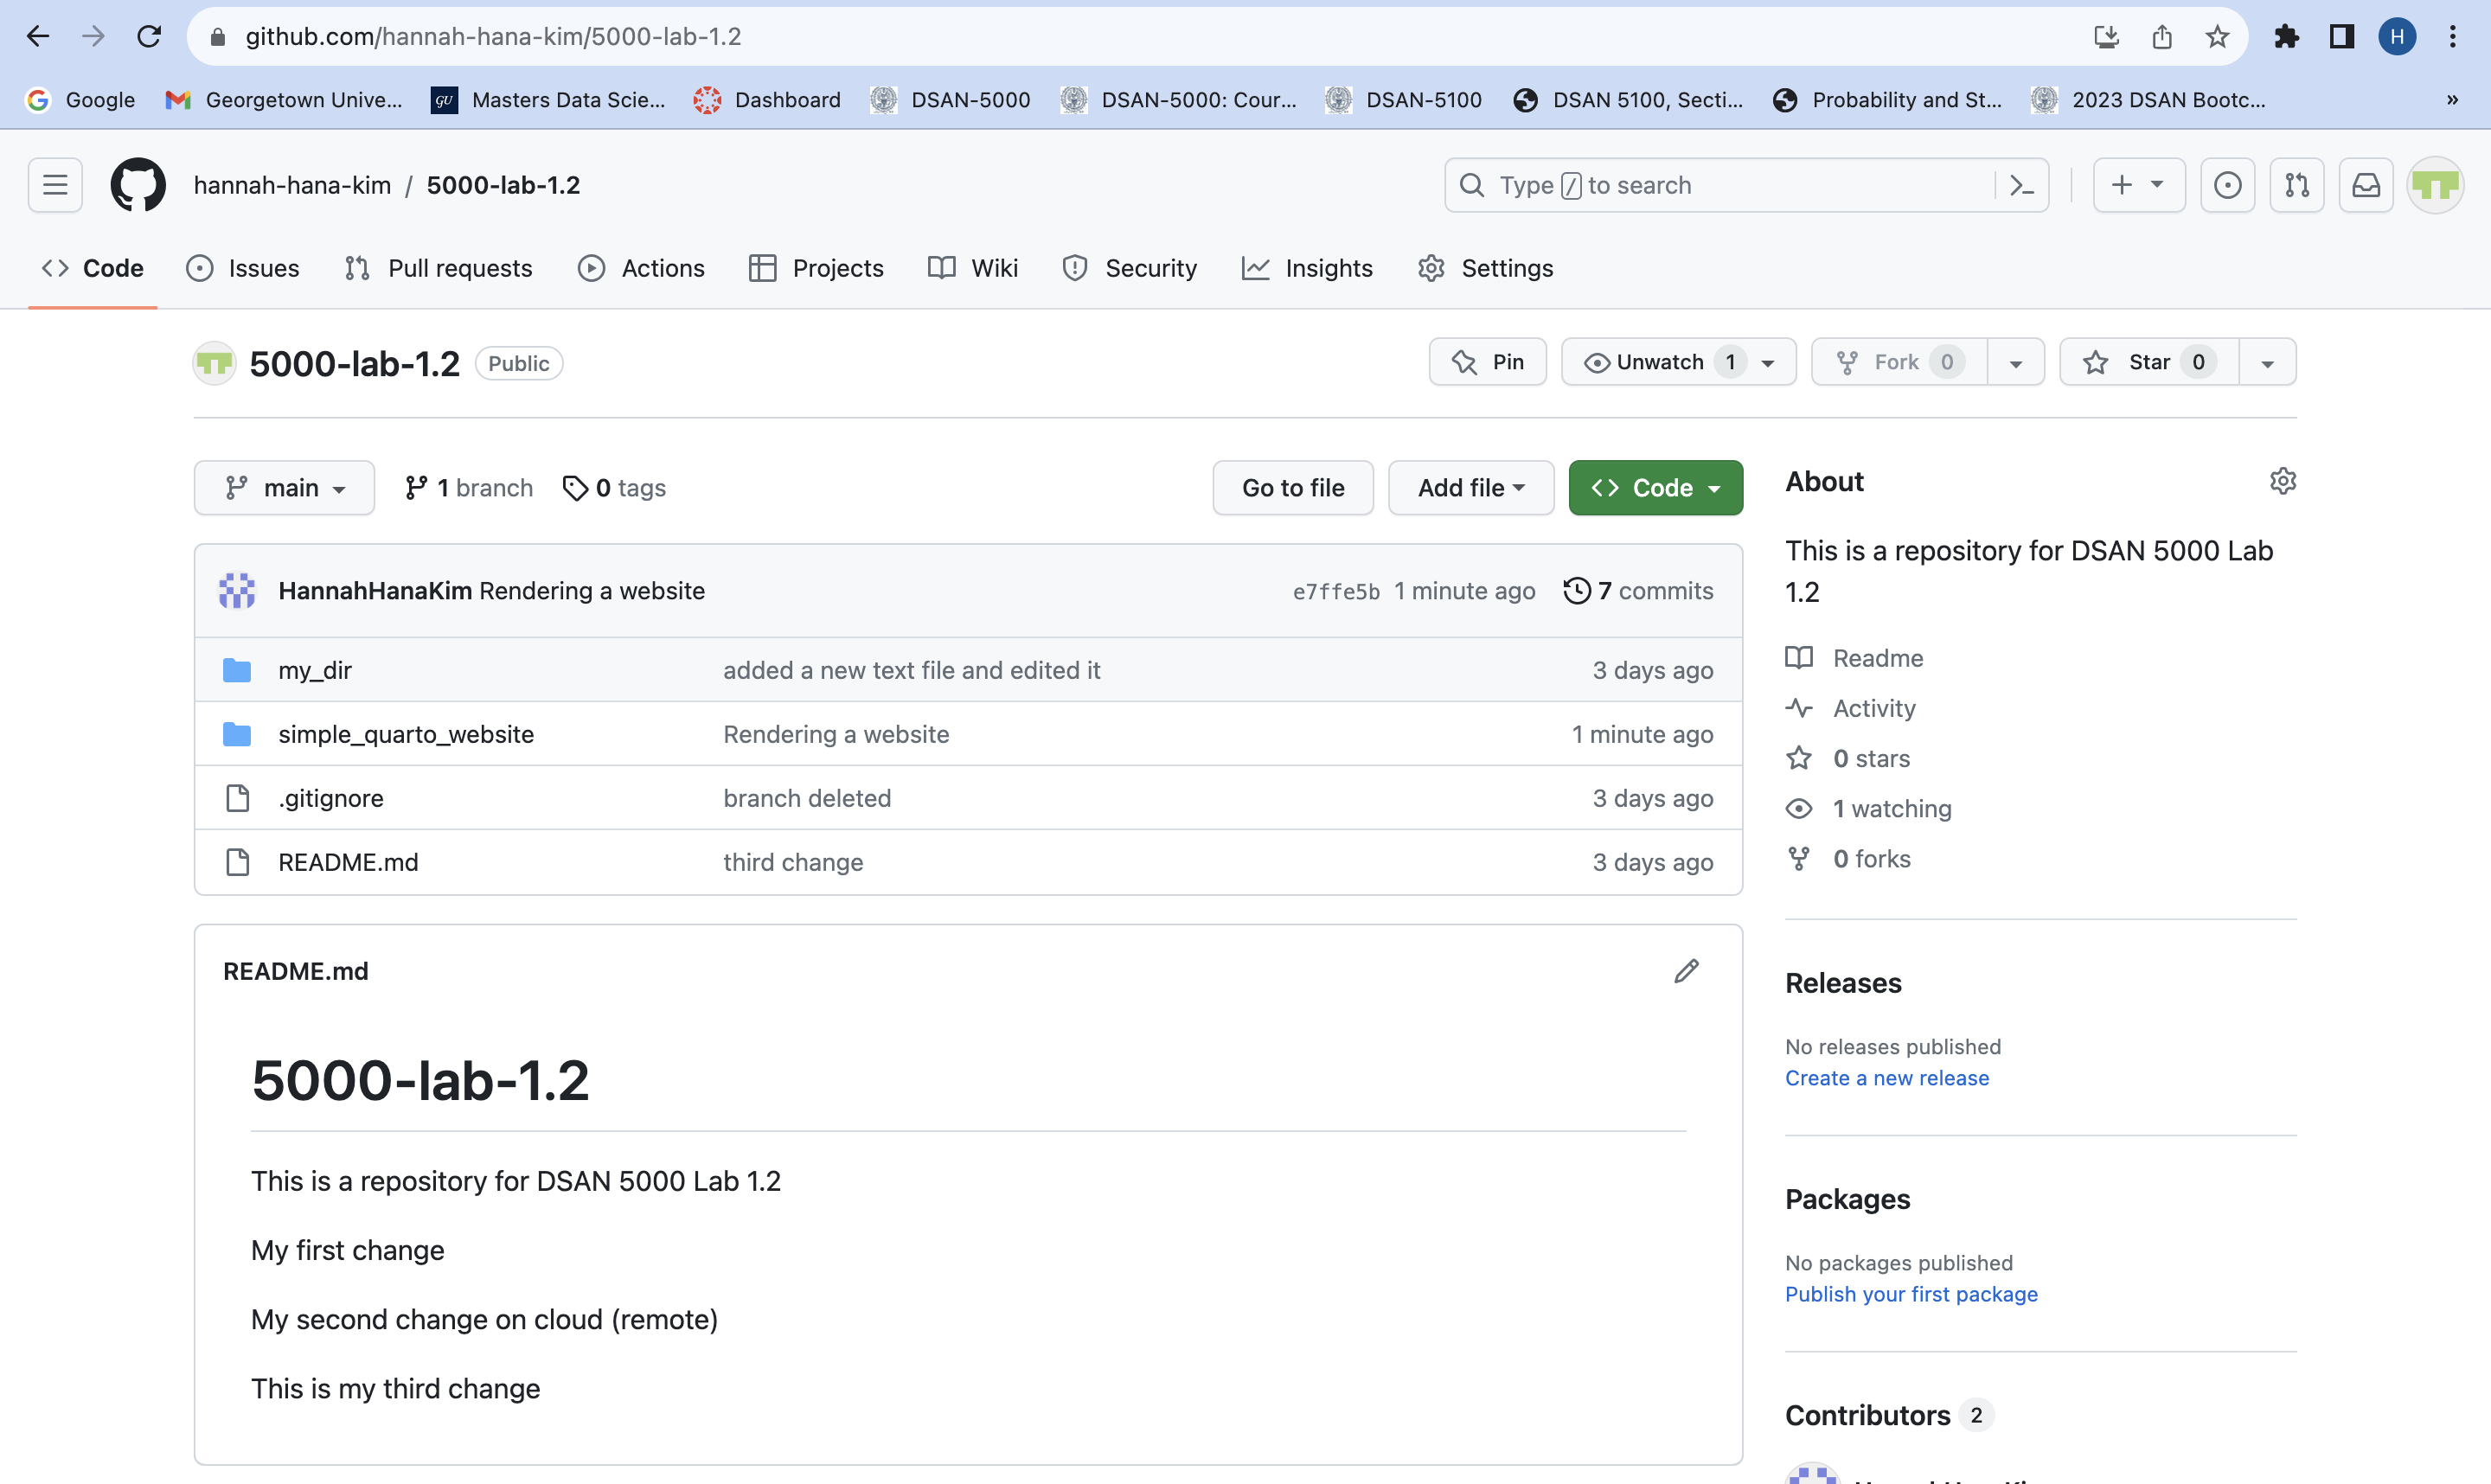 github.com/hannah-hana-kim/5000-lab-1.2
H
Google
Georgetown Unive...
GU
Masters Data Scie...
Dashboard
DSAN-5000
DSAN-5000: Cour...
DSAN-5100
DSAN 5100, Secti...
Probability and St...
2023 DSAN Bootc...
»
hannah-hana-kim / 5000-lab-1.2
Type / to search
Code
Issues
Pull requests
Actions
Projects
Wiki
Security
Insights
Settings
5000-lab-1.2
Public
Pin
Unwatch 1
Fork 0
Star 0
main
1 branch
0 tags
Go to file
Add file
Code
HannahHanaKim Rendering a website
e7ffe5b 1 minute ago
7 commits
my_dir
added a new text file and edited it
3 days ago
simple_quarto_website
Rendering a website
1 minute ago
.gitignore
branch deleted
3 days ago
README.md
third change
3 days ago
README.md
5000-lab-1.2
This is a repository for DSAN 5000 Lab 1.2
My first change
My second change on cloud (remote)
This is my third change
About
This is a repository for DSAN 5000 Lab
1.2
Readme
Activity
0 stars
1 watching
0 forks
Releases
No releases published
Create a new release
Packages
No packages published
Publish your first package
Contributors 2